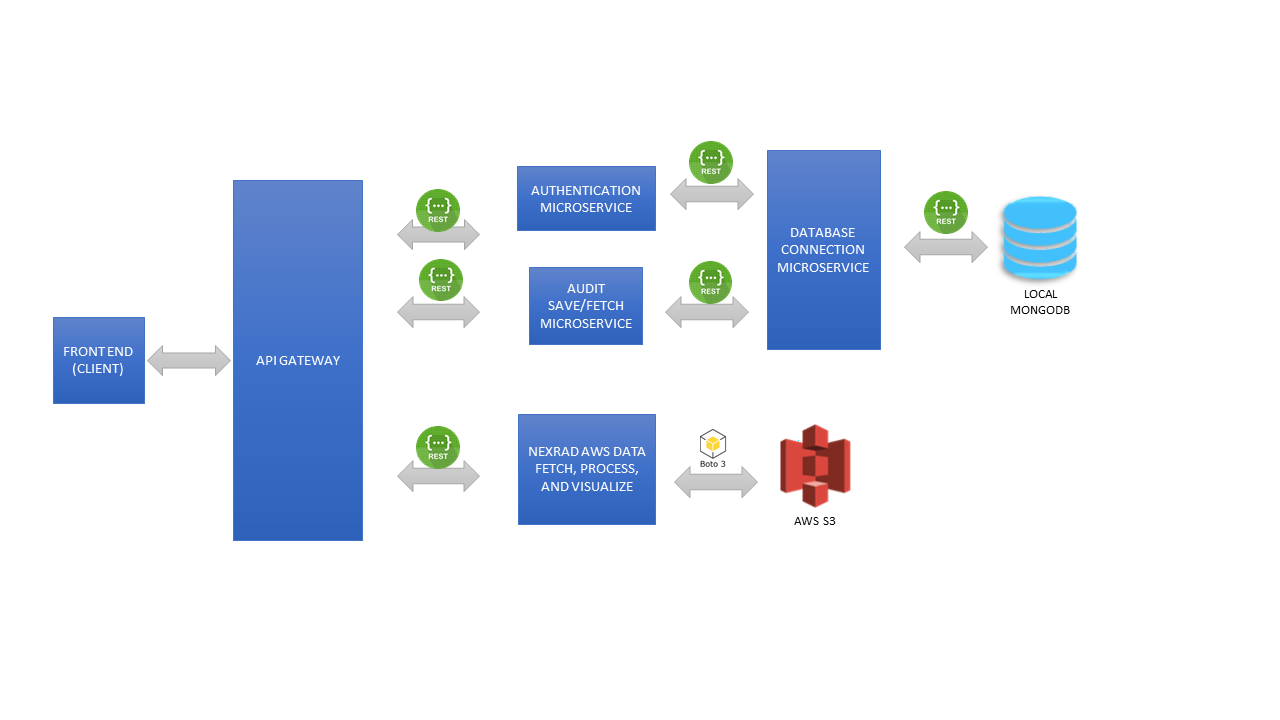 FRONT END
(CLIENT)
API GATEWAY
{···}
REST
{···}
REST
{···}
REST
AUTHENTICATION
MICROSERVICE
AUDIT
SAVE/FETCH
MICROSERVICE
NEXRAD AWS DATA
FETCH, PROCESS,
AND VISUALIZE
{···}
REST
{···}
REST
Boto 3
DATABASE
CONNECTION
MICROSERVICE
AWS S3
{···}
REST
LOCAL
MONGODB